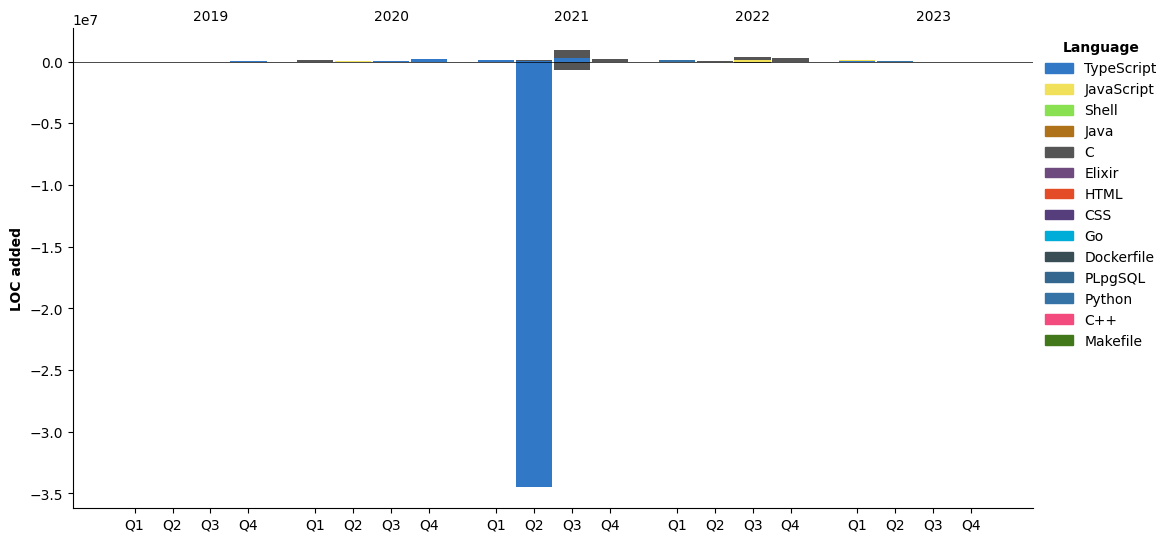 1e7
2019 2020 2021 2022 2023
LOC added
0.0
−0.5
−1.0
−1.5
−2.0
−2.5
−3.0
−3.5
Q1 Q2 Q3 Q4 Q1 Q2 Q3 Q4 Q1 Q2 Q3 Q4 Q1 Q2 Q3 Q4 Q1 Q2 Q3 Q4
Language
TypeScript
JavaScript
Shell
Java
C
Elixir
HTML
CSS
Go
Dockerfile
PLpgSQL
Python
C++
Makefile